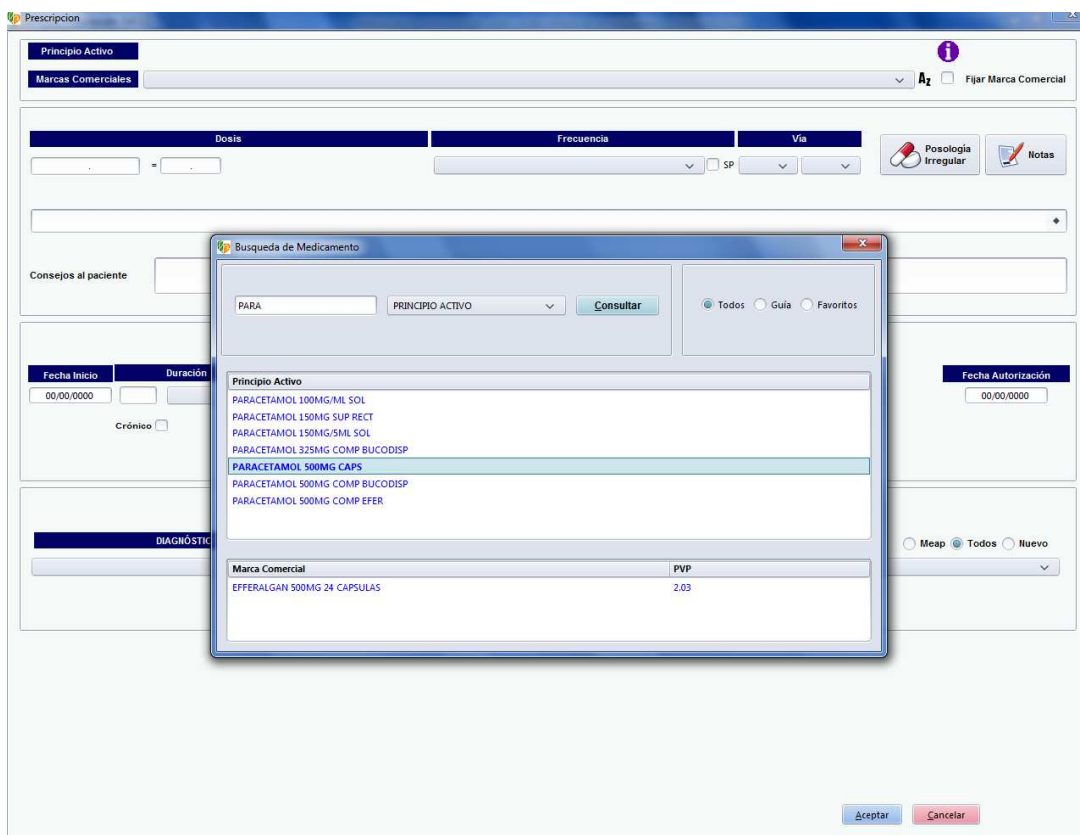 Prescripcion
Principio Activo
Marcas Comerciales
AZ
Fijar Marca Comercial
Dosis
Frecuencia
Vía
. = .
SP
Posología
Irregular
Notas
Consejos al paciente
Busqueda de Medicamento
PARA
PRINCIPIO ACTIVO
Consultar
Todos
Guía
Favoritos
Principio Activo
PARACETAMOL 100MG/ML SOL
PARACETAMOL 150MG SUP RECT
PARACETAMOL 150MG/5ML SOL
PARACETAMOL 325MG COMP BUCODISP
PARACETAMOL 500MG CAPS
PARACETAMOL 500MG COMP BUCODISP
PARACETAMOL 500MG COMP EFER
Marca Comercial PVP
EFFERALGAN 500MG 24 CAPSULAS 2.03
Fecha Inicio
Duración
Fecha Autorización
00/00/0000
00/00/0000
Crónico
DIAGNÓSTIC
Meap
Todos
Nuevo
Aceptar
Cancelar